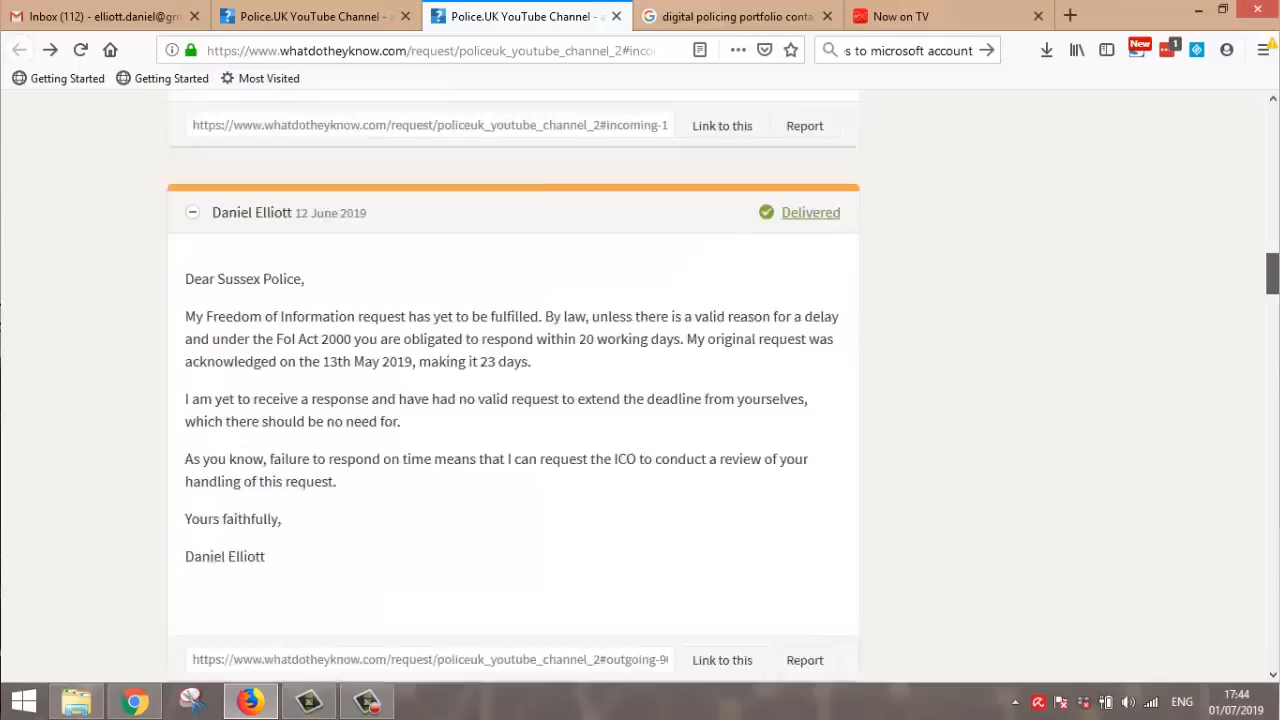 Inbox (112) - elliott.daniel@gm
Police.UK YouTube Channel - a
Police.UK YouTube Channel - a
digital policing portfolio conta
Now on TV
https://www.whatdotheyknow.com/request/policeuk_youtube_channel_2#inco
s to microsoft account
New
1
Getting Started
Getting Started
Most Visited
https://www.whatdotheyknow.com/request/policeuk_youtube_channel_2#incoming-1
Link to this
Report
Daniel Elliott 12 June 2019
Delivered
Dear Sussex Police,
My Freedom of Information request has yet to be fulfilled. By law, unless there is a valid reason for a delay
and under the FoI Act 2000 you are obligated to respond within 20 working days. My original request was
acknowledged on the 13th May 2019, making it 23 days.
I am yet to receive a response and have had no valid request to extend the deadline from yourselves,
which there should be no need for.
As you know, failure to respond on time means that I can request the ICO to conduct a review of your
handling of this request.
Yours faithfully,
Daniel Elliott
https://www.whatdotheyknow.com/request/policeuk_youtube_channel_2#outgoing-9
Link to this
Report
ENG
17:44
01/07/2019